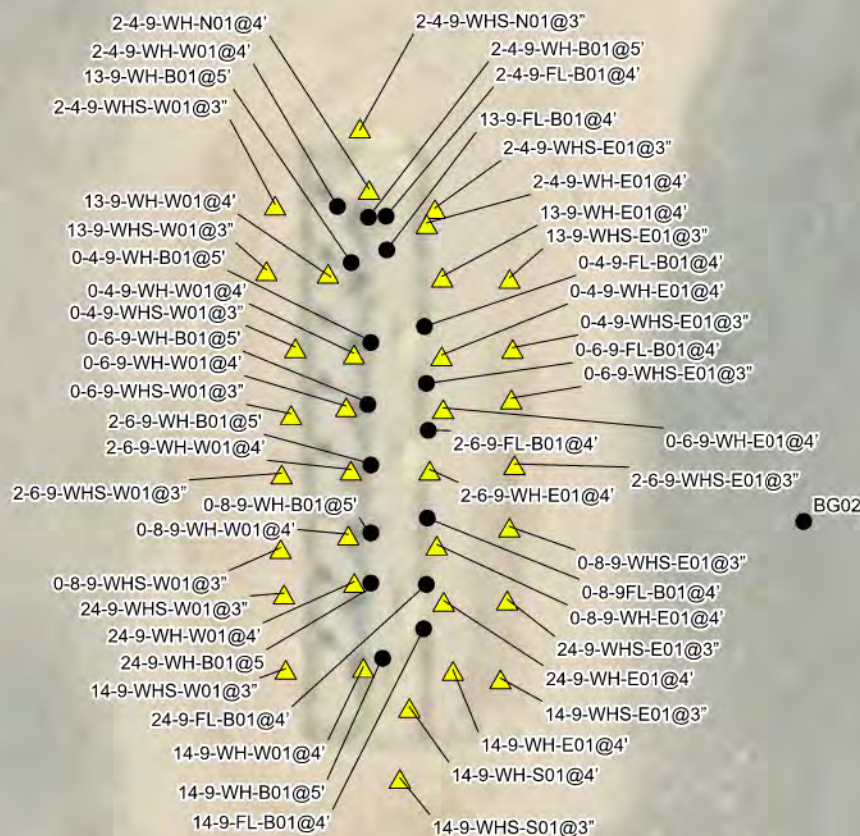 2-4-9-WH-N01@4'
2-4-9-WH-W01@4'
13-9-WH-B01@5'
2-4-9-WHS-W01@3"
13-9-WH-W01@4'
13-9-WHS-W01@3"
0-4-9-WH-B01@5'
0-4-9-WH-W01@4'
0-4-9-WHS-W01@3"
0-6-9-WH-B01@5'
0-6-9-WH-W01@4'
0-6-9-WHS-W01@3"
2-6-9-WH-B01@5'
2-6-9-WH-W01@4'
2-6-9-WHS-W01@3"
0-8-9-WH-B01@5'
0-8-9-WH-W01@4'
0-8-9-WHS-W01@3"
24-9-WHS-W01@3"
24-9-WH-W01@4'
24-9-WH-B01@5
14-9-WHS-W01@3"
24-9-FL-B01@4'
14-9-WH-W01@4'
14-9-WH-B01@5'
14-9-FL-B01@4'
2-4-9-WHS-N01@3"
2-4-9-WH-B01@5'
2-4-9-FL-B01@4'
13-9-FL-B01@4'
2-4-9-WHS-E01@3"
2-4-9-WH-E01@4'
13-9-WH-E01@4'
13-9-WHS-E01@3"
0-4-9-FL-B01@4'
0-4-9-WH-E01@4'
0-4-9-WHS-E01@3"
0-6-9-FL-B01@4'
0-6-9-WHS-E01@3"
0-6-9-WH-E01@4'
2-6-9-FL-B01@4'
2-6-9-WHS-E01@3"
2-6-9-WH-E01@4'
BG02
0-8-9-WHS-E01@3"
0-8-9FL-B01@4'
0-8-9-WH-E01@4'
24-9-WHS-E01@3"
24-9-WH-E01@4'
14-9-WHS-E01@3"
14-9-WH-E01@4'
14-9-WH-S01@4'
14-9-WHS-S01@3"